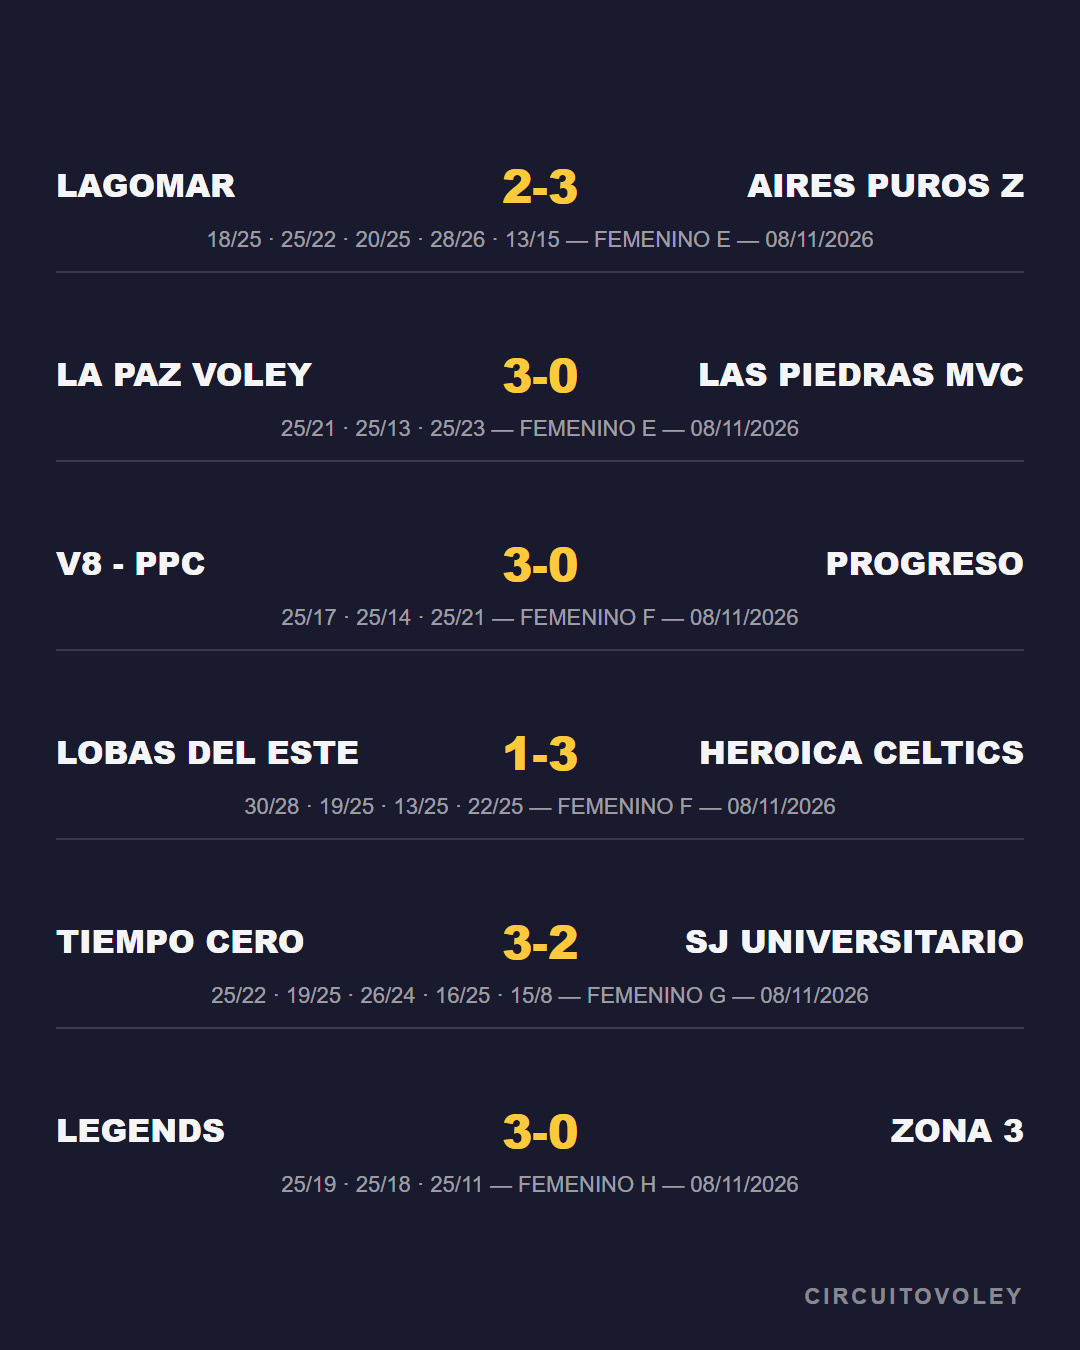 LAGOMAR 2-3 AIRES PUROS Z
18/25 · 25/22 · 20/25 · 28/26 · 13/15 — FEMENINO E — 08/11/2026
LA PAZ VOLEY 3-0 LAS PIEDRAS MVC
25/21 · 25/13 · 25/23 — FEMENINO E — 08/11/2026
V8 - PPC 3-0 PROGRESO
25/17 · 25/14 · 25/21 — FEMENINO F — 08/11/2026
LOBAS DEL ESTE 1-3 HEROICA CELTICS
30/28 · 19/25 · 13/25 · 22/25 — FEMENINO F — 08/11/2026
TIEMPO CERO 3-2 SJ UNIVERSITARIO
25/22 · 19/25 · 26/24 · 16/25 · 15/8 — FEMENINO G — 08/11/2026
LEGENDS 3-0 ZONA 3
25/19 · 25/18 · 25/11 — FEMENINO H — 08/11/2026
CIRCUITOVOLEY